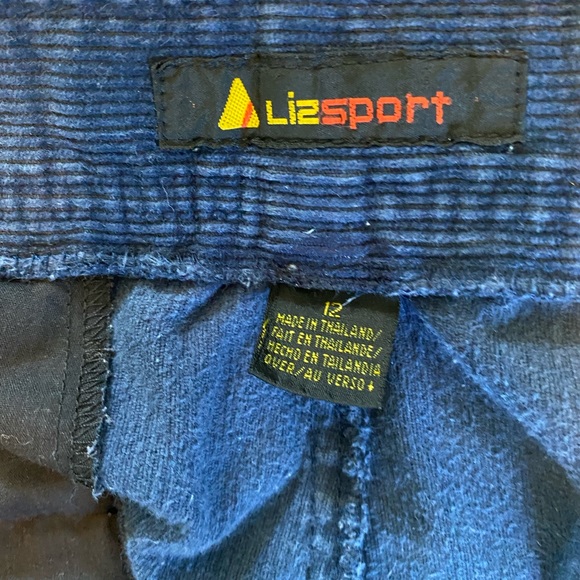 Lizsport
12
MADE IN THAILAND/
FAIT EN THAILANDE/
HECHO EN TAILANDIA
OVER/AU VERSO